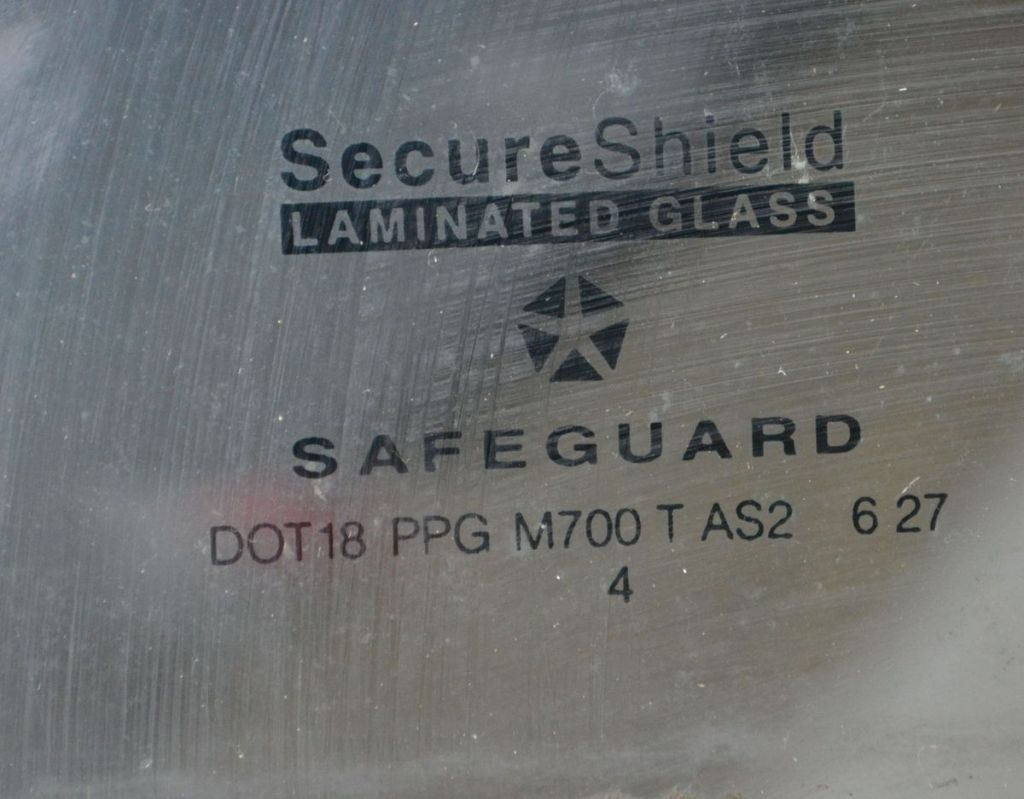 SecureShield
LAMINATED GLASS
SAFEGUARD
DOT18 PPG M700 T AS2 6 27
4